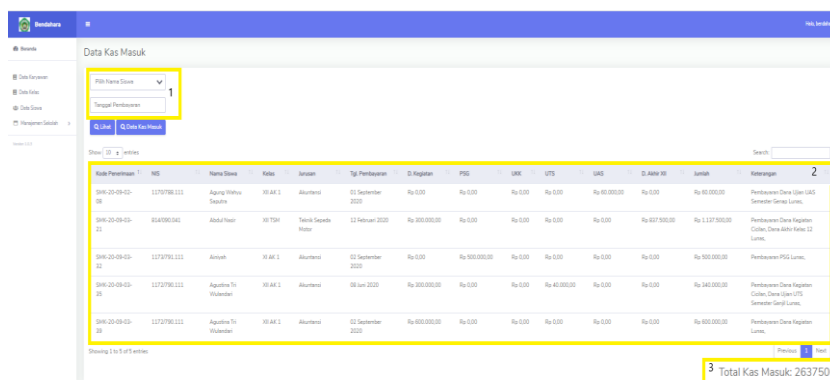 Bendahara
Halo, bendah
Beranda
Data Kas Masuk
Data Karyawan
Data Kelas
Data Siswa
Manajemen Sekolah
Pilih Nama Siswa
1
Tanggal Pembayaran
Lihat Data Kas Masuk
Show 10 entries
Search:
Kode Penerimaan NIS Nama Siswa Kelas Jurusan Tgl. Pembayaran D. Kegiatan PSG UKK UTS UAS D. Akhir XII Jumlah Keterangan
2
SMK-20-09-03- 1170/789.111 Agung Wahyu XII AK 1 Akuntansi 01 September Rp 0,00 Rp 0,00 Rp 0,00 Rp 0,00 Rp 60.000,00 Rp 0,00 Rp 60.000,00 Pembayaran Dana Ujian UAS
Saputra 2020 Semester Genap Lunas,
SMK-20-09-03- 914/090.041 Abdul Nasir XII TSM Teknik Sepeda 12 Februari 2020 Rp 300.000,00 Rp 0,00 Rp 0,00 Rp 0,00 Rp 0,00 Rp 837.500,00 Rp 1.137.500,00 Pembayaran Dana Kegiatan
Motor Cicilan, Dana Akhir Kelas 12
Lunas,
SMK-20-09-03- Ainiyah XI AK 1 Akuntansi 02 September Rp 0,00 Rp 500.000,00 Rp 0,00 Rp 0,00 Rp 0,00 Rp 0,00 Rp 500.000,00 Pembayaran PSG Lunas,
2020
SMK-20-09-03- 1172/790.111 Agustina Tri XII AK 1 Akuntansi 08 Juni 2020 Rp 300.000,00 Rp 0,00 Rp 0,00 Rp 40.000,00 Rp 0,00 Rp 0,00 Rp 340.000,00 Pembayaran Dana Kegiatan
Wulandari Cicilan, Dana Ujian UTS
Semester Ganjil Lunas,
SMK-20-09-03- 1172/790.111 Agustina Tri XII AK 1 Akuntansi 02 September Rp 600.000,00 Rp 0,00 Rp 0,00 Rp 0,00 Rp 0,00 Rp 0,00 Rp 600.000,00 Pembayaran Dana Kegiatan
Wulandari 2020 Lunas,
Showing 1 to 5 of 5 entries
Previous 1 Next
3 Total Kas Masuk: 263750